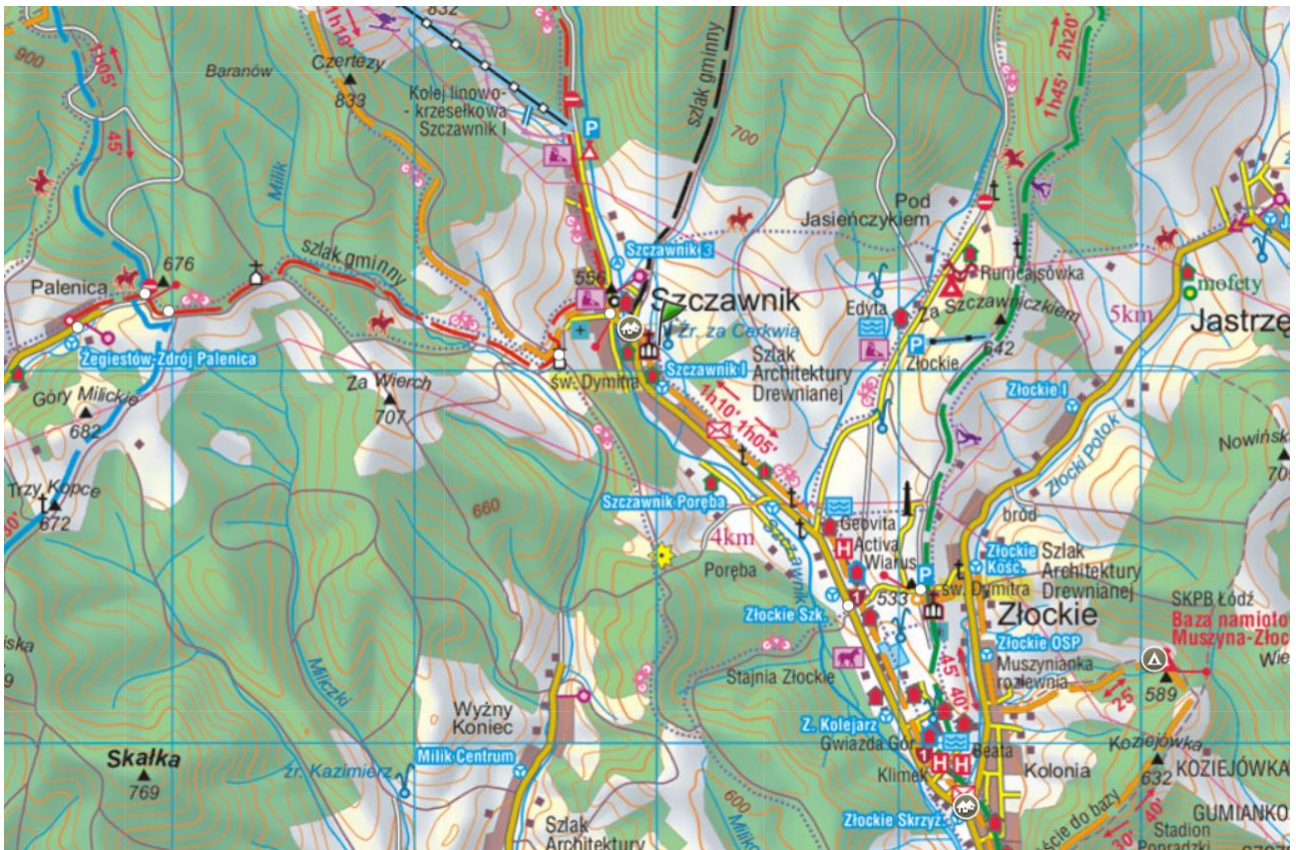 832
1h10'
2h20'
1h45'
1h05'
45'
900
Baranów
Czertezy
833
Kolej linowo-
-krzesełkowa
Szczawnik I
P
szlak gminny
700
Milik
Pod
Jasieńczykiem
Szczawnik 3
szlak gminny
676
Palenica
556
Szczawnik
Rumcajsówka
mofety
Edyta
Za Szczawniczkiem
5km
Jastrzę
Źr. za Cerkwią
Żegiestów-Zdrój Palenica
P
Złockie
642
Szczawnik I
Szlak
Architektury
Drewnianej
św. Dymitra
Za Wierch
707
Góry Milickie
682
Złockie I
1h10'
1h05'
Złocki Potok
Nowińsk
Trzy Kopce
672
Szczawnik Poręba
660
4km
Szczawnik
Geovita
Activa
Wiarus
H
bród
Poręba
P
Złockie
Kośc.
Szlak
Architektury
Drewnianej
533
św. Dymitra
Złockie Szk.
1
Złockie
SKPB Łódź
Baza namioto
Muszyna-Złoc
Złockie OSP
Muszynianka
rozlewnia
Stajnia Złockie
45'
40'
25'
589
Miliczki
Wyżny
Koniec
Z. Kolejarz
Gwiazda Gór
Beata
Koziejówka
632
KOZIEJÓWKA
Skałka
769
źr. Kazimierz
Milik Centrum
Klimek
H
H
Kolonia
600
Złockie Skrzyż.
GUMIANKO
Stadion
Popradzki
40'
30'
Szlak
Architektury